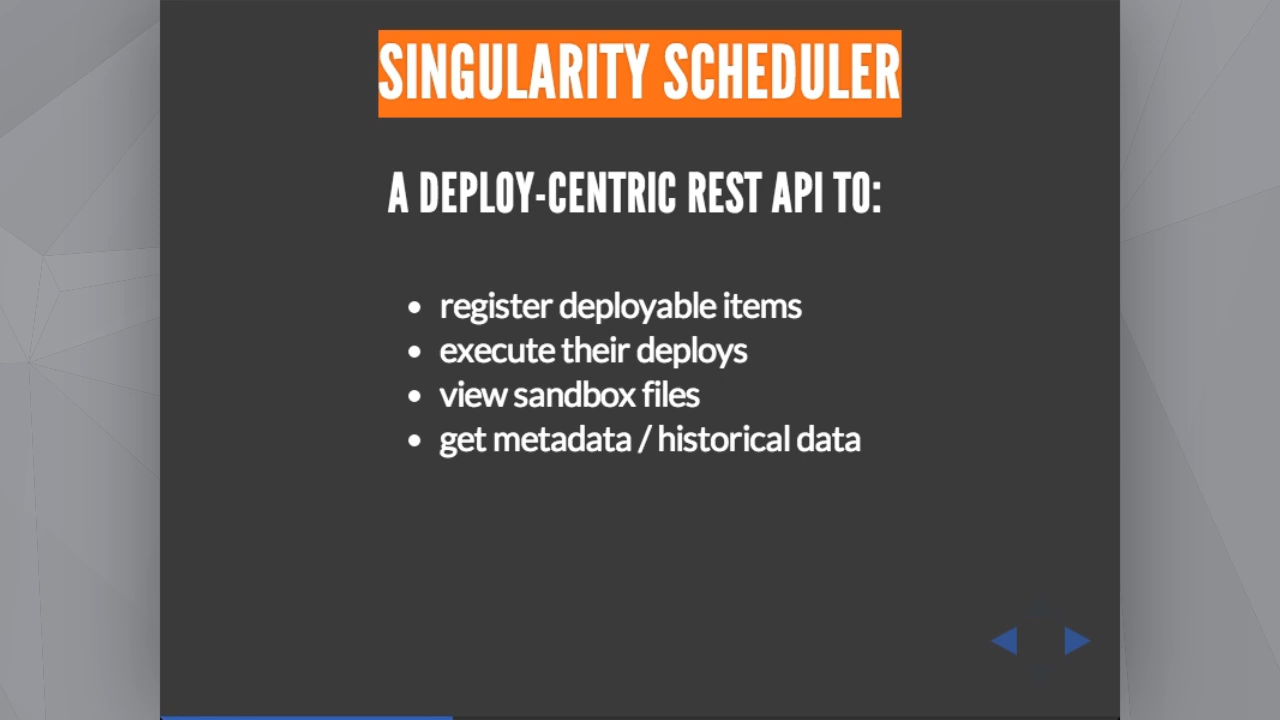 SINGULARITY SCHEDULER
A DEPLOY-CENTRIC REST API TO:
register deployable items
execute their deploys
view sandbox files
get metadata / historical data